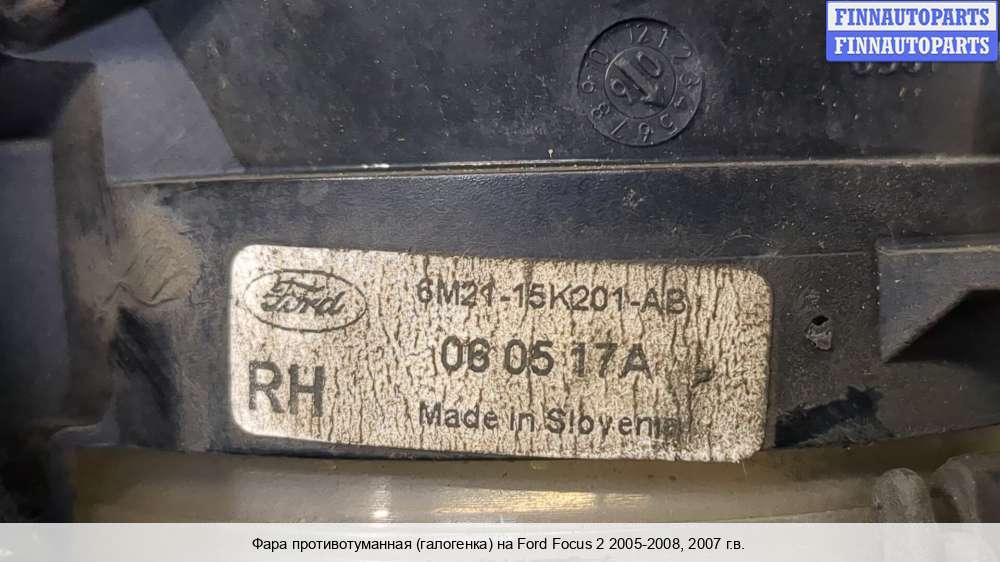 FINNAUTOPARTS
FINNAUTOPARTS
Ford
6M21-15K201-AB
06 05 17A
RH
Made in Slovenia
Фара противотуманная (галогенка) на Ford Focus 2 2005-2008, 2007 г.в.